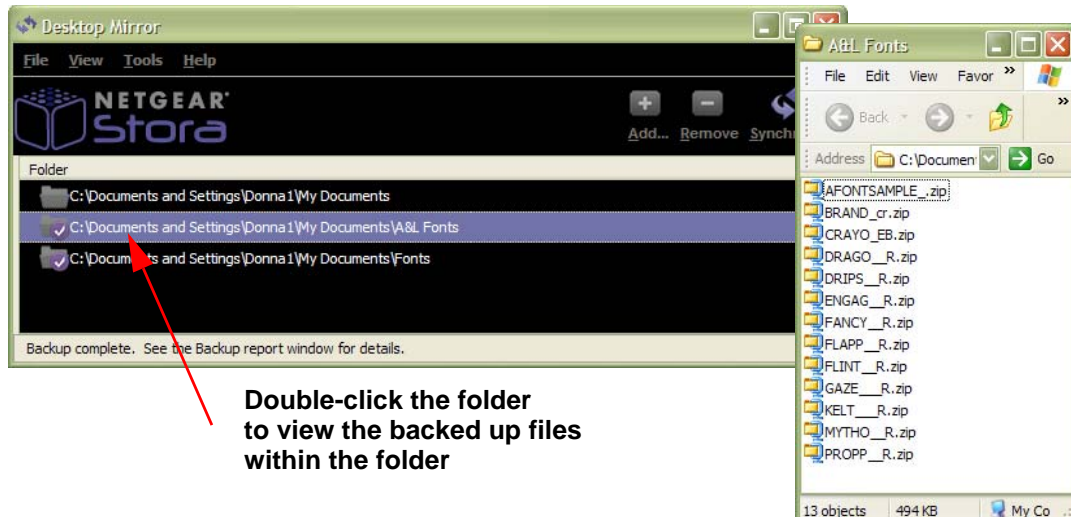 Desktop Mirror
File View Tools Help
NETGEAR
Stora
Add... Remove
Folder
C:\Documents and Settings\Donna1\My Documents
C:\Documents and Settings\Donna1\My Documents\A&L Fonts
C:\Documents and Settings\Donna1\My Documents\Fonts
Backup complete. See the Backup report window for details.
Double-click the folder
to view the backed up files
within the folder
A&L Fonts
File Edit View Favor »
Back »
Address C:\Documen Go
AFONTSAMPLE_.zip
BRAND_cr.zip
CRAYO_EB.zip
DRAGO__R.zip
DRIPS__R.zip
ENGAG__R.zip
FANCY__R.zip
FLAPP__R.zip
FLINT__R.zip
GAZE___R.zip
KELT___R.zip
MYTHO__R.zip
PROPP__R.zip
13 objects 494 KB My Co